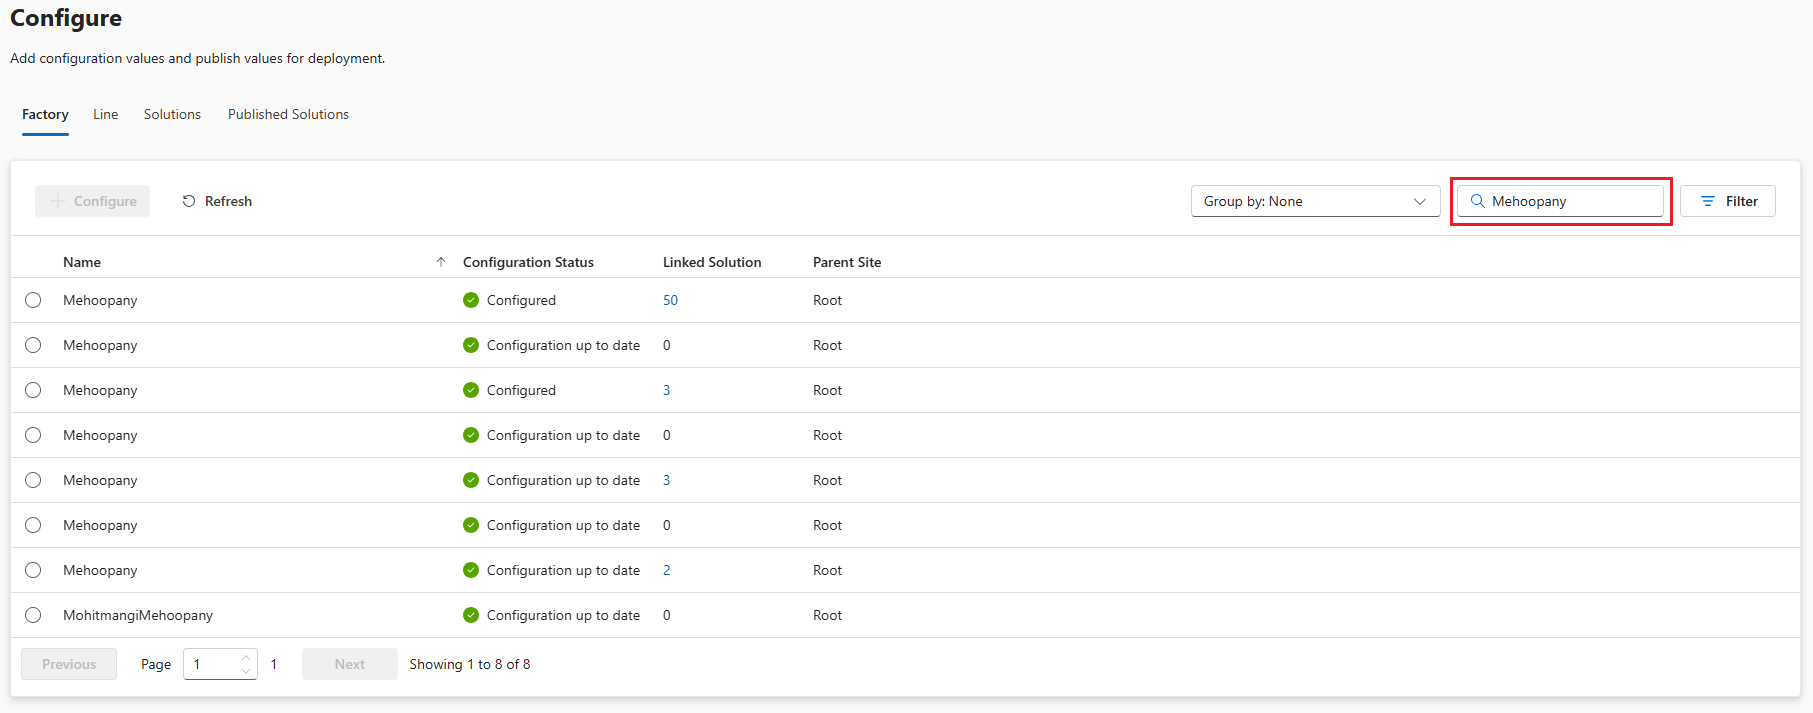 Configure
Add configuration values and publish values for deployment.
Factory Line Solutions Published Solutions
Configure Refresh Group by: None Mehoopany Filter
Name Configuration Status Linked Solution Parent Site
Mehoopany Configured 50 Root
Mehoopany Configuration up to date 0 Root
Mehoopany Configured 3 Root
Mehoopany Configuration up to date 0 Root
Mehoopany Configuration up to date 3 Root
Mehoopany Configuration up to date 0 Root
Mehoopany Configuration up to date 2 Root
MohitmangiMehoopany Configuration up to date 0 Root
Previous Page 1 1 Next Showing 1 to 8 of 8